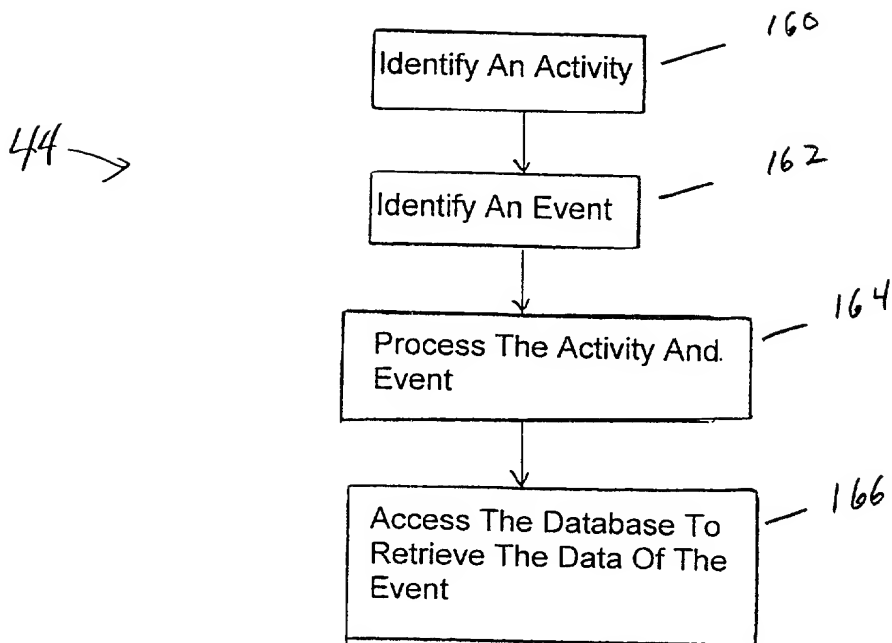 160
Identify An Activity
44
162
Identify An Event
164
Process The Activity And.
Event
166
Access The Database To
Retrieve The Data Of The
Event